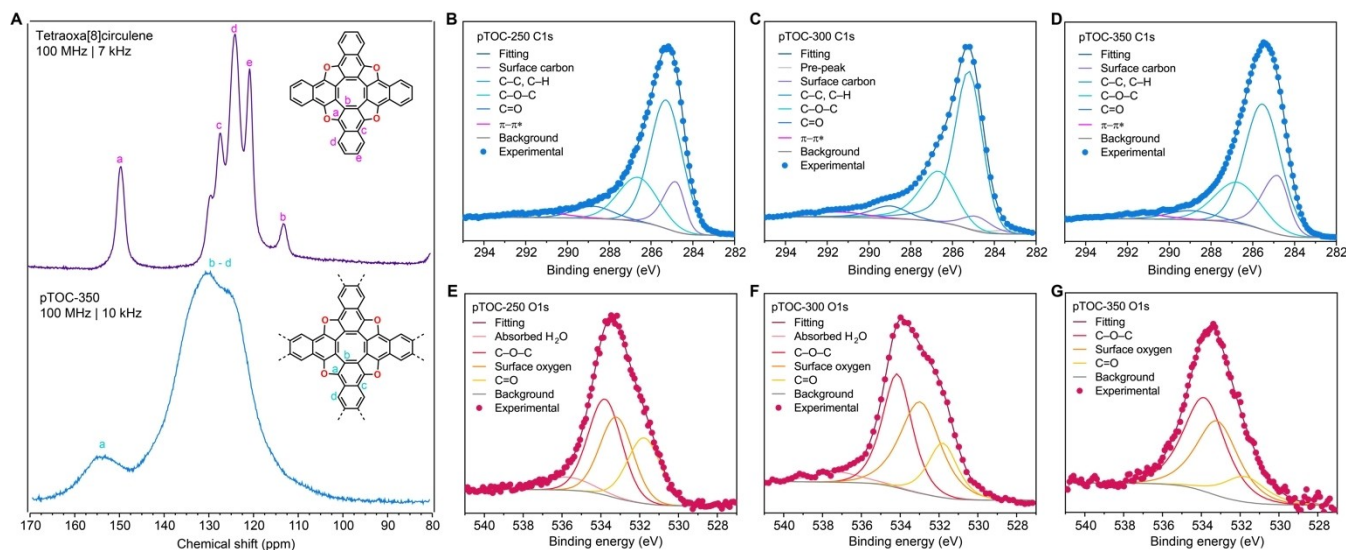 A
Tetraoxa[8]circulene
100 MHz | 7 kHz
a
c
d
e
b
O
O
O
O
b
a
c
d
e
pTOC-350
100 MHz | 10 kHz
a
b - d
O
O
O
O
b
a
c
d
170 160 150 140 130 120 110 100 90 80
Chemical shift (ppm)
B
pTOC-250 C1s
Fitting
Surface carbon
C–C, C–H
C–O–C
C=O
π–π*
Background
Experimental
295 294 292 290 288 286 284 282
Binding energy (eV)
C
pTOC-300 C1s
Fitting
Pre-peak
Surface carbon
C–C, C–H
C–O–C
C=O
π–π*
Background
Experimental
295 294 292 290 288 286 284 282
Binding energy (eV)
D
pTOC-350 C1s
Fitting
Surface carbon
C–C, C–H
C–O–C
C=O
π–π*
Background
Experimental
295 294 292 290 288 286 284 282
Binding energy (eV)
E
pTOC-250 O1s
Fitting
Absorbed H₂O
C–O–C
Surface oxygen
C=O
Background
Experimental
540 538 536 534 532 530 528
Binding energy (eV)
F
pTOC-300 O1s
Fitting
Absorbed H₂O
C–O–C
Surface oxygen
C=O
Background
Experimental
540 538 536 534 532 530 528
Binding energy (eV)
G
pTOC-350 O1s
Fitting
C–O–C
Surface oxygen
C=O
Background
Experimental
540 538 536 534 532 530 528
Binding energy (eV)